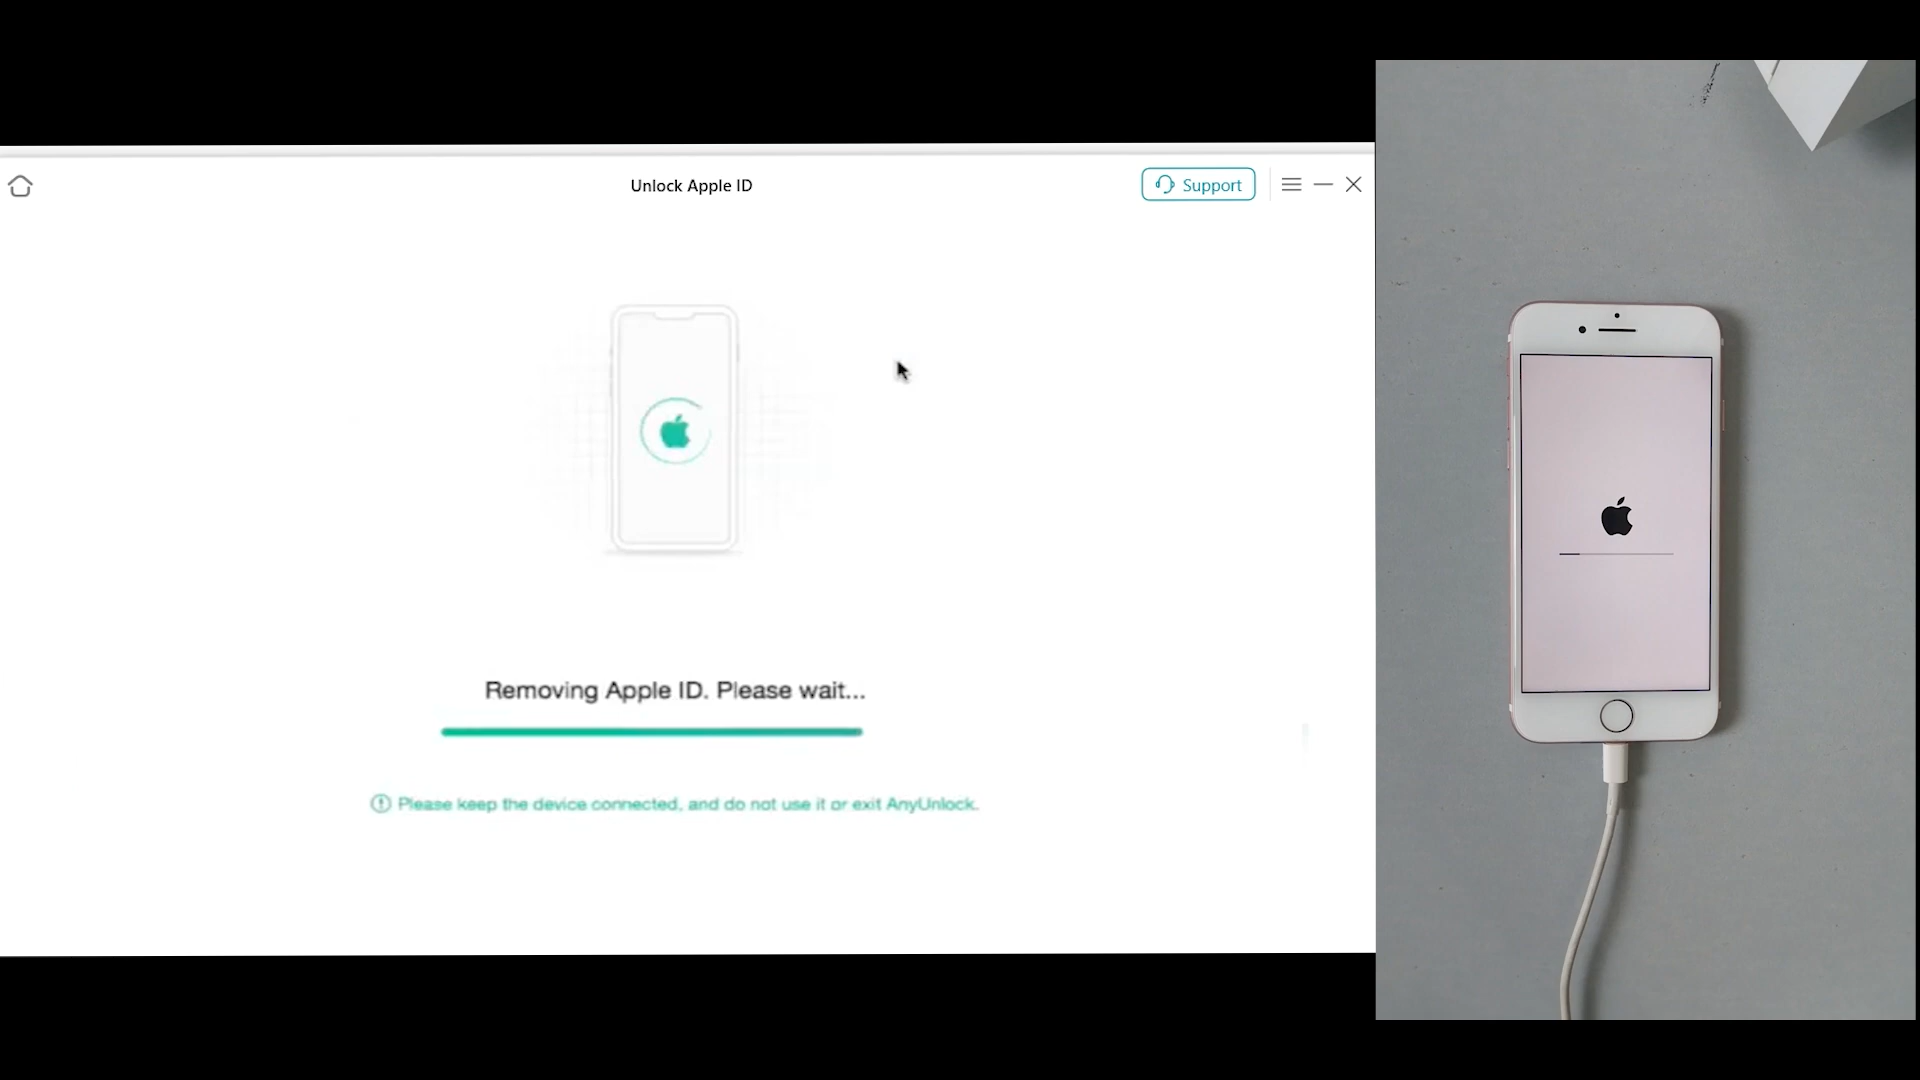 Unlock Apple ID
Support
Removing Apple ID. Please wait...
Please keep the device connected, and do not use it or exit AnyUnlock.